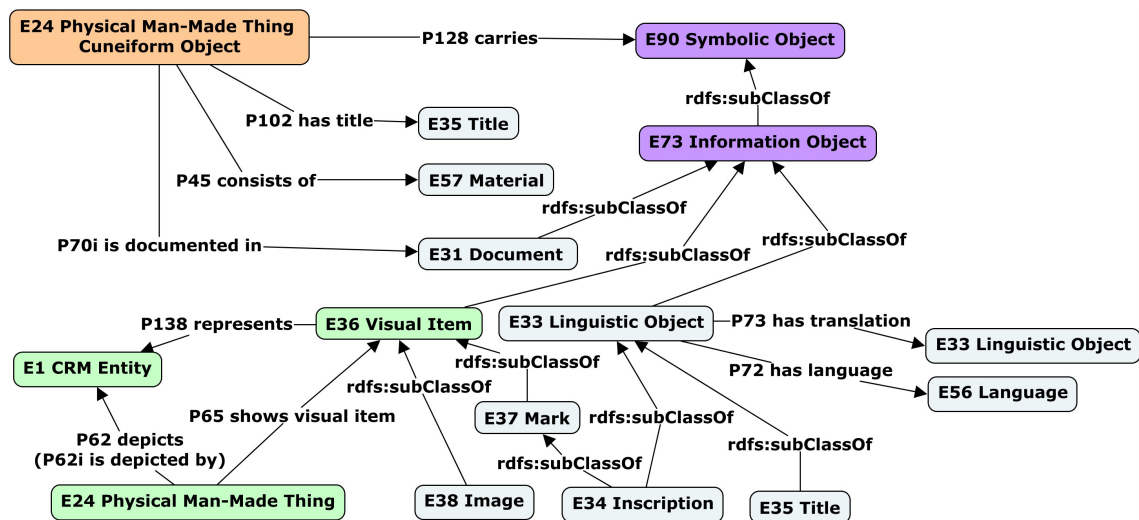 E24 Physical Man-Made Thing
Cuneiform Object
P128 carries
E90 Symbolic Object
rdfs:subClassOf
P102 has title
E35 Title
E73 Information Object
P45 consists of
E57 Material
rdfs:subClassOf
P70i is documented in
E31 Document
rdfs:subClassOf
rdfs:subClassOf
P138 represents
E36 Visual Item
E33 Linguistic Object
P73 has translation
E33 Linguistic Object
E1 CRM Entity
rdfs:subClassOf
P72 has language
E56 Language
rdfs:subClassOf
P65 shows visual item
E37 Mark
rdfs:subClassOf
P62 depicts
(P62i is depicted by)
rdfs:subClassOf
rdfs:subClassOf
E24 Physical Man-Made Thing
E38 Image
E34 Inscription
E35 Title